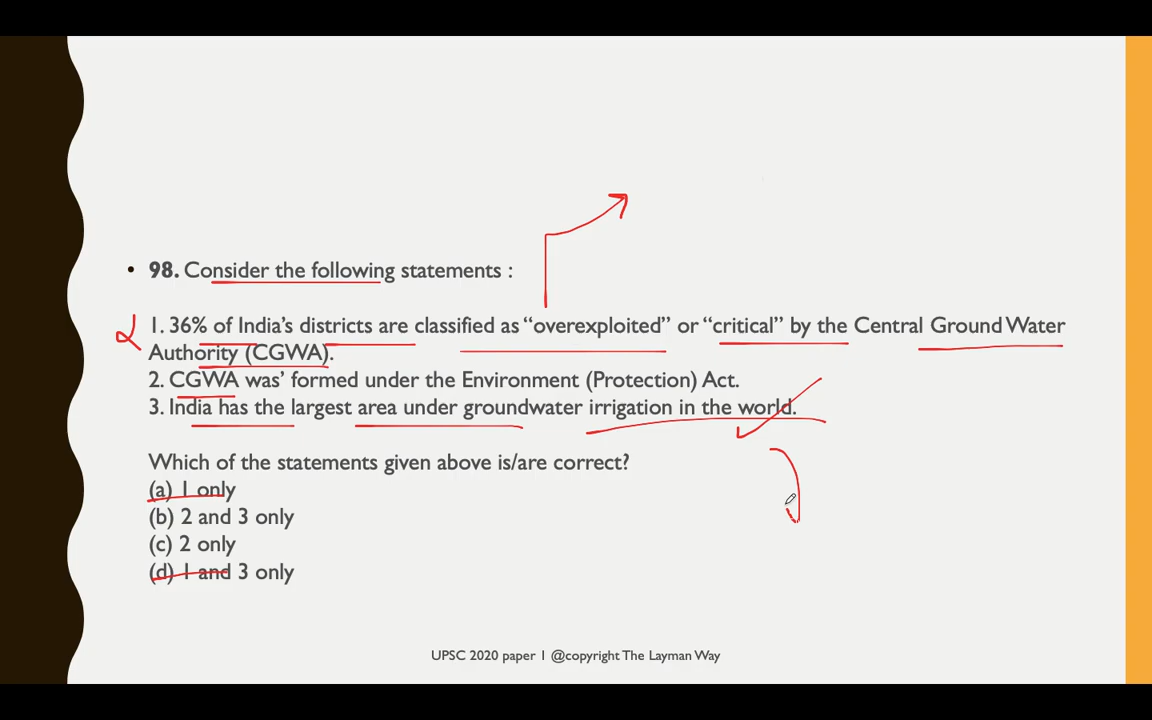 • 98. Consider the following statements :
1. 36% of India's districts are classified as “overexploited” or “critical” by the Central Ground Water
Authority (CGWA).
2. CGWA was’ formed under the Environment (Protection) Act.
3. India has the largest area under groundwater irrigation in the world.
Which of the statements given above is/are correct?
(a) 1 only
(b) 2 and 3 only
(c) 2 only
(d) 1 and 3 only
UPSC 2020 paper 1 @copyright The Layman Way